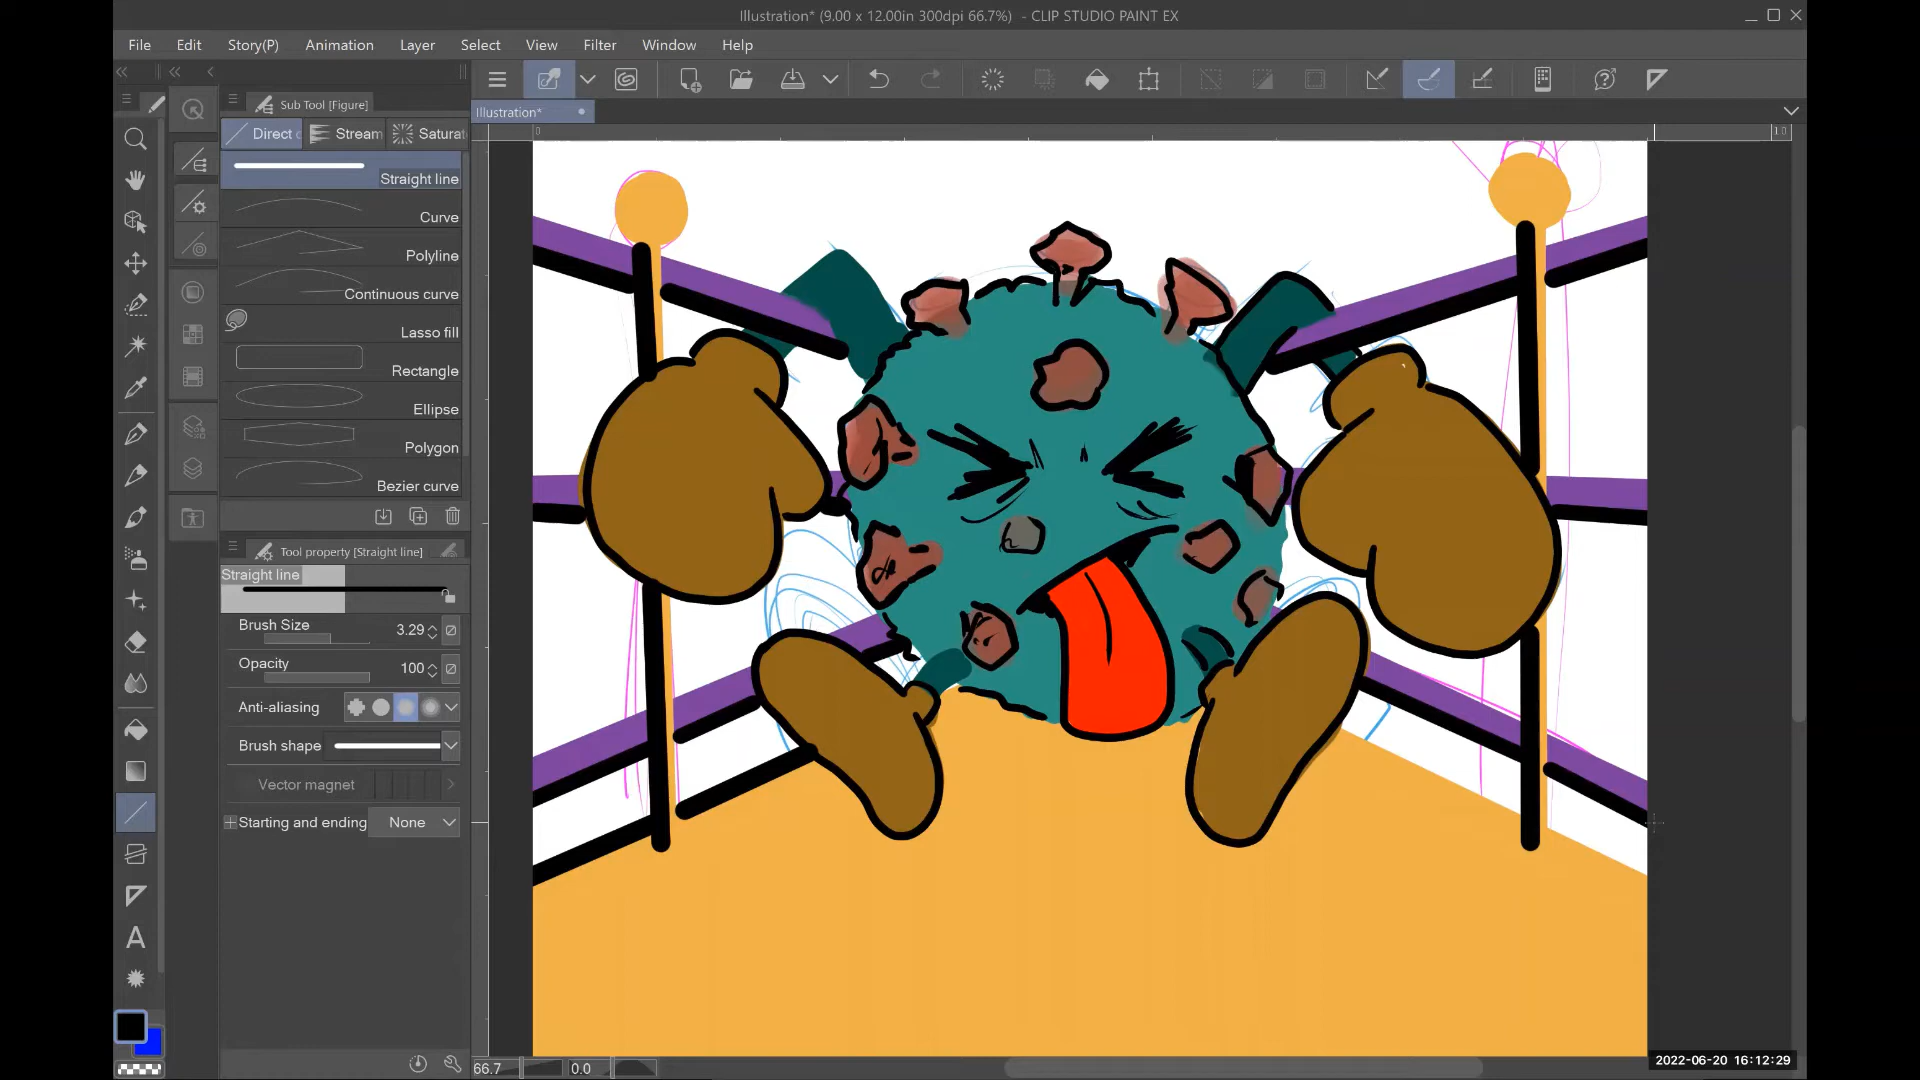 Illustration* (9.00 x 12.00in 300dpi 66.7%) - CLIP STUDIO PAINT EX
File Edit Story(P) Animation Layer Select View Filter Window Help
Sub Tool [Figure]
Illustration*
Direct Stream Saturat
0
1.0
Straight line
Curve
Polyline
Continuous curve
Lasso fill
Rectangle
Ellipse
Polygon
Bezier curve
Tool property [Straight line]
Straight line
Brush Size 3.29
Opacity 100
Anti-aliasing
Brush shape
Vector magnet
Starting and ending None
66.7 0.0
2022-06-20 16:12:29